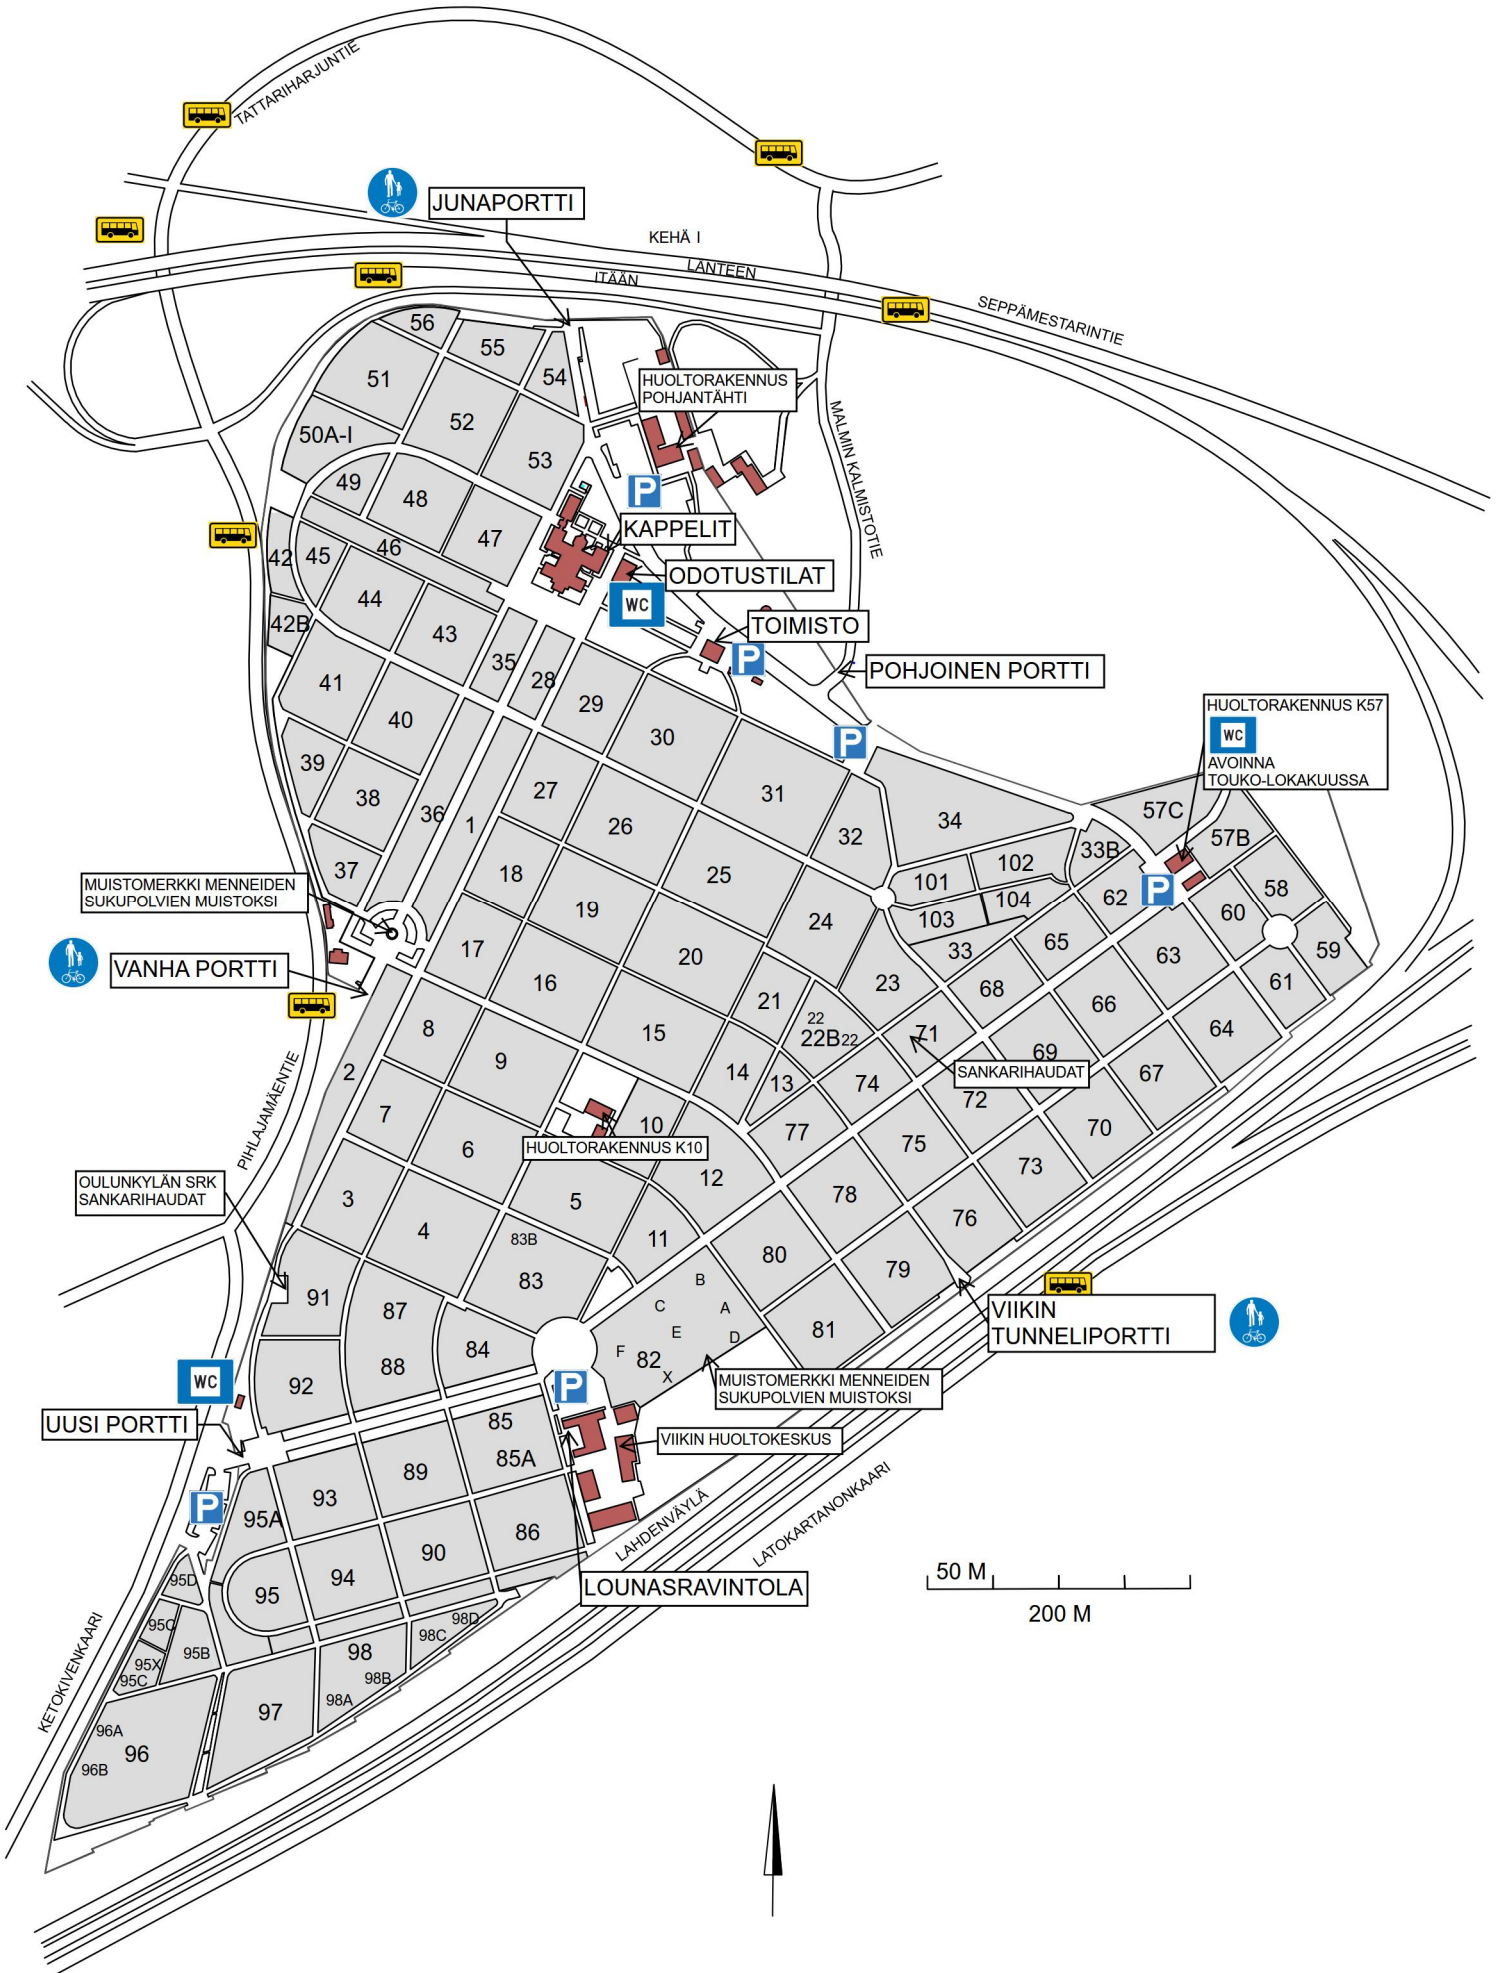 TATTARIHARJUNTIE
JUNAPORTTI
KEHÄ I
LÄNTEEN
ITÄÄN
SEPPÄMESTARINTIE
56
55
54
51
52
HUOLTORAKENNUS
POHJANTÄHTI
MALMIN KALMISTOTIE
50A-I
53
49
48
P
47
KAPPELIT
46
42
45
ODOTUSTILAT
WC
44
42B
43
TOIMISTO
35
P
POHJOINEN PORTTI
28
41
29
40
30
HUOLTORAKENNUS K57
WC
AVOINNA
TOUKO-LOKAKUUSSA
P
39
38
27
31
36
1
26
32
34
57C
57B
33B
37
18
25
101
102
62
P
58
MUISTOMERKKI MENNEIDEN
SUKUPOLVIEN MUISTOKSI
19
24
103
104
60
VANHA PORTTI
17
20
33
65
63
59
16
23
68
61
21
66
8
15
22
22B
22
71
69
64
SANKARIHAUDAT
9
2
14
13
74
72
67
PIHLAJAMÄENTIE
7
10
77
75
70
HUOLTORAKENNUS K10
6
12
78
73
OULUNKYLÄN SRK
SANKARIHAUDAT
3
5
4
83B
11
76
80
83
B
79
91
87
C
A
E
D
81
VIIKIN
TUNNELIPORTTI
84
F
82
X
88
92
WC
P
MUISTOMERKKI MENNEIDEN
SUKUPOLVIEN MUISTOKSI
UUSI PORTTI
85
VIIKIN HUOLTOKESKUS
85A
89
93
P
95A
86
90
LAHDENVÄYLÄ
LATOKARTANONKAARI
94
95
95D
LOUNASRAVINTOLA
50 M
200 M
95C
98D
98C
95B
98
95X
95C
98B
98A
KETOKIVENKAARI
97
96A
96
96B